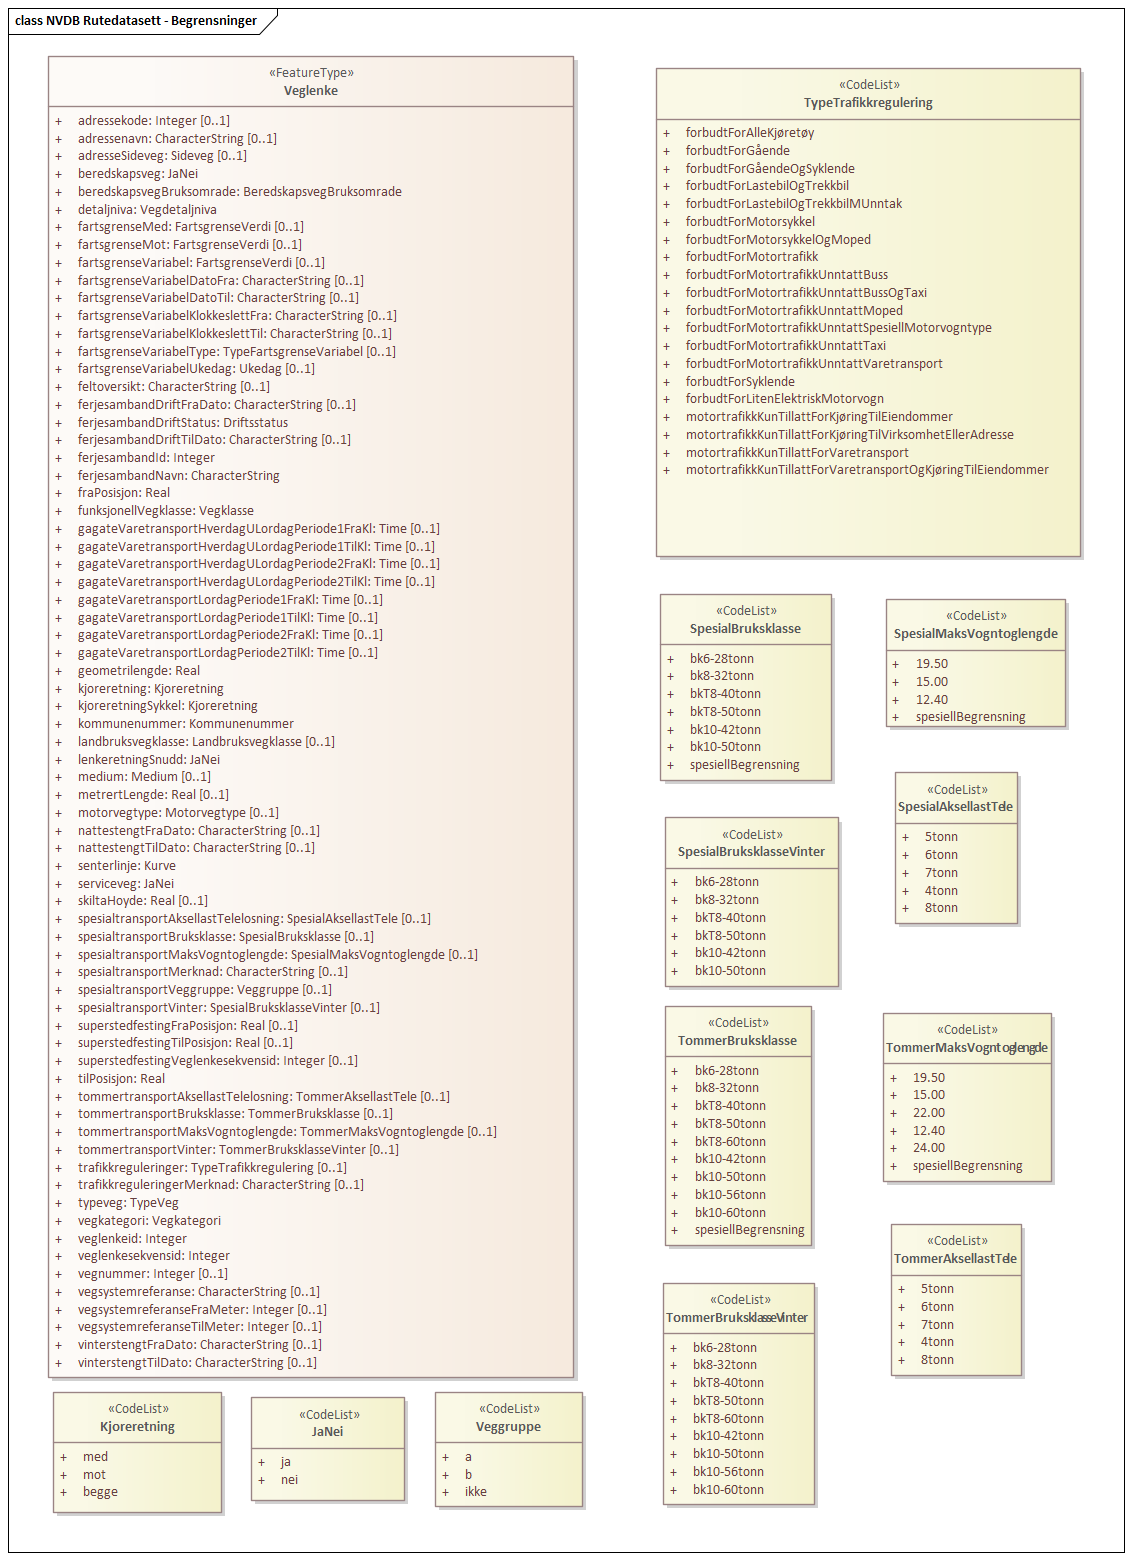 class NVDB Rutedatasett - Begrensninger
«FeatureType»
Veglenke
+ adressekode: Integer [0..1]
+ adressenavn: CharacterString [0..1]
+ adresseSideveg: Sideveg [0..1]
+ beredskapsveg: JaNei
+ beredskapsvegBruksomrade: BeredskapsvegBruksomrade
+ detaljniva: Vegdetaljniva
+ fartsgrenseMed: FartsgrenseVerdi [0..1]
+ fartsgrenseMot: FartsgrenseVerdi [0..1]
+ fartsgrenseVariabel: FartsgrenseVerdi [0..1]
+ fartsgrenseVariabelDatoFra: CharacterString [0..1]
+ fartsgrenseVariabelDatoTil: CharacterString [0..1]
+ fartsgrenseVariabelKlokkeslettFra: CharacterString [0..1]
+ fartsgrenseVariabelKlokkeslettTil: CharacterString [0..1]
+ fartsgrenseVariabelType: TypeFartsgrenseVariabel [0..1]
+ fartsgrenseVariabelUkedag: Ukedag [0..1]
+ feltoversikt: CharacterString [0..1]
+ ferjesambandDriftFraDato: CharacterString [0..1]
+ ferjesambandDriftStatus: Driftsstatus
+ ferjesambandDriftTilDato: CharacterString [0..1]
+ ferjesambandId: Integer
+ ferjesambandNavn: CharacterString
+ fraPosisjon: Real
+ funksjonellVegklasse: Vegklasse
+ gagateVaretransportHverdagULordagPeriode1FraKl: Time [0..1]
+ gagateVaretransportHverdagULordagPeriode1TilKl: Time [0..1]
+ gagateVaretransportHverdagULordagPeriode2FraKl: Time [0..1]
+ gagateVaretransportHverdagULordagPeriode2TilKl: Time [0..1]
+ gagateVaretransportLordagPeriode1FraKl: Time [0..1]
+ gagateVaretransportLordagPeriode1TilKl: Time [0..1]
+ gagateVaretransportLordagPeriode2FraKl: Time [0..1]
+ gagateVaretransportLordagPeriode2TilKl: Time [0..1]
+ geometrilengde: Real
+ kjoreretning: Kjoreretning
+ kjoreretningSykkel: Kjoreretning
+ kommunenummer: Kommunenummer
+ landbruksvegklasse: Landbruksvegklasse [0..1]
+ lenkeretningSnudd: JaNei
+ medium: Medium [0..1]
+ metrertLengde: Real [0..1]
+ motorvegtype: Motorvegtype [0..1]
+ nattestengtFraDato: CharacterString [0..1]
+ nattestengtTilDato: CharacterString [0..1]
+ senterlinje: Kurve
+ serviceveg: JaNei
+ skiltaHoyde: Real [0..1]
+ spesialtransportAksellastTelelosning: SpesialAksellastTele [0..1]
+ spesialtransportBruksklasse: SpesialBruksklasse [0..1]
+ spesialtransportMaksVogntoglengde: SpesialMaksVogntoglengde [0..1]
+ spesialtransportMerknad: CharacterString [0..1]
+ spesialtransportVeggruppe: Veggruppe [0..1]
+ spesialtransportVinter: SpesialBruksklasseVinter [0..1]
+ superstedfestingFraPosisjon: Real [0..1]
+ superstedfestingTilPosisjon: Real [0..1]
+ superstedfestingVeglenkesekvensid: Integer [0..1]
+ tilPosisjon: Real
+ tommertransportAksellastTelelosning: TommerAksellastTele [0..1]
+ tommertransportBruksklasse: TommerBruksklasse [0..1]
+ tommertransportMaksVogntoglengde: TommerMaksVogntoglengde [0..1]
+ tommertransportVinter: TommerBruksklasseVinter [0..1]
+ trafikkreguleringer: TypeTrafikkregulering [0..1]
+ trafikkreguleringerMerknad: CharacterString [0..1]
+ typeveg: TypeVeg
+ vegkategori: Vegkategori
+ veglenkeid: Integer
+ veglenkesekvensid: Integer
+ vegnummer: Integer [0..1]
+ vegsystemreferanse: CharacterString [0..1]
+ vegsystemreferanseFraMeter: Integer [0..1]
+ vegsystemreferanseTilMeter: Integer [0..1]
+ vinterstengtFraDato: CharacterString [0..1]
+ vinterstengtTilDato: CharacterString [0..1]
«CodeList»
Kjoreretning
+ med
+ mot
+ begge
«CodeList»
JaNei
+ ja
+ nei
«CodeList»
Veggruppe
+ a
+ b
+ ikke
«CodeList»
TypeTrafikkregulering
+ forbudtForAlleKjøretøy
+ forbudtForGående
+ forbudtForGåendeOgSyklende
+ forbudtForLastebilOgTrekkbil
+ forbudtForLastebilOgTrekkbilMUnntak
+ forbudtForMotorsykkel
+ forbudtForMotorsykkelOgMoped
+ forbudtForMotortrafikk
+ forbudtForMotortrafikkUnntattBuss
+ forbudtForMotortrafikkUnntattBussOgTaxi
+ forbudtForMotortrafikkUnntattMoped
+ forbudtForMotortrafikkUnntattSpesiellMotorvogntype
+ forbudtForMotortrafikkUnntattTaxi
+ forbudtForMotortrafikkUnntattVaretransport
+ forbudtForSyklende
+ forbudtForLitenElektriskMotorvogn
+ motortrafikkKunTillattForKjøringTilEiendommer
+ motortrafikkKunTillattForKjøringTilVirksomhetEllerAdresse
+ motortrafikkKunTillattForVaretransport
+ motortrafikkKunTillattForVaretransportOgKjøringTilEiendommer
«CodeList»
SpesialBruksklasse
+ bk6-28tonn
+ bk8-32tonn
+ bkT8-40tonn
+ bkT8-50tonn
+ bk10-42tonn
+ bk10-50tonn
+ spesiellBegrensning
«CodeList»
SpesialMaksVogntoglengde
+ 19.50
+ 15.00
+ 12.40
+ spesiellBegrensning
«CodeList»
SpesialAksellastTele
+ 5tonn
+ 6tonn
+ 7tonn
+ 4tonn
+ 8tonn
«CodeList»
SpesialBruksklasseVinter
+ bk6-28tonn
+ bk8-32tonn
+ bkT8-40tonn
+ bkT8-50tonn
+ bk10-42tonn
+ bk10-50tonn
«CodeList»
TommerBruksklasse
+ bk6-28tonn
+ bk8-32tonn
+ bkT8-40tonn
+ bkT8-50tonn
+ bkT8-60tonn
+ bk10-42tonn
+ bk10-50tonn
+ bk10-56tonn
+ bk10-60tonn
+ spesiellBegrensning
«CodeList»
TommerMaksVogntoglengde
+ 19.50
+ 15.00
+ 22.00
+ 12.40
+ 24.00
+ spesiellBegrensning
«CodeList»
TommerAksellastTele
+ 5tonn
+ 6tonn
+ 7tonn
+ 4tonn
+ 8tonn
«CodeList»
TommerBruksklasseVinter
+ bk6-28tonn
+ bk8-32tonn
+ bkT8-40tonn
+ bkT8-50tonn
+ bkT8-60tonn
+ bk10-42tonn
+ bk10-50tonn
+ bk10-56tonn
+ bk10-60tonn